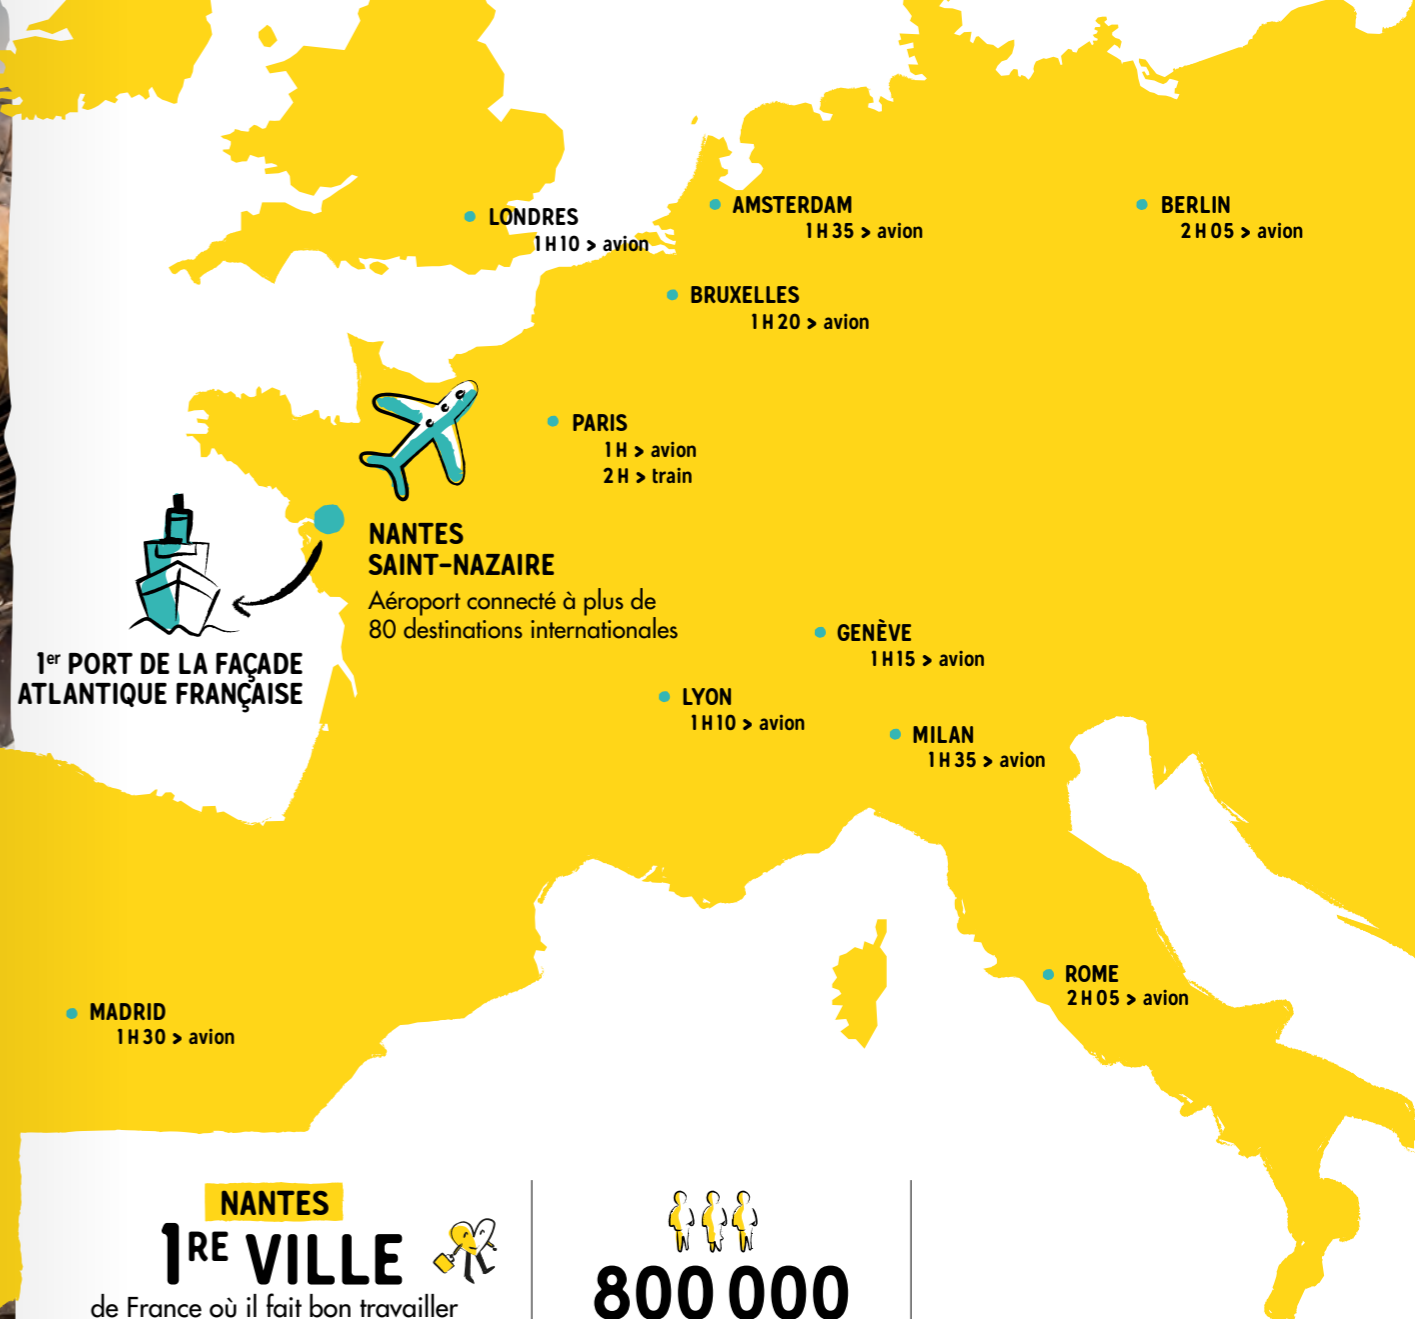 LONDRES
1 H 10 > avion
AMSTERDAM
1 H 35 > avion
BERLIN
2 H 05 > avion
BRUXELLES
1 H 20 > avion
PARIS
1 H > avion
2 H > train
NANTES
SAINT-NAZAIRE
Aéroport connecté à plus de
80 destinations internationales
1er PORT DE LA FAÇADE
ATLANTIQUE FRANÇAISE
GENÈVE
1 H 15 > avion
LYON
1 H 10 > avion
MILAN
1 H 35 > avion
ROME
2 H 05 > avion
MADRID
1 H 30 > avion
NANTES
1RE VILLE
de France où il fait bon travailler
800 000